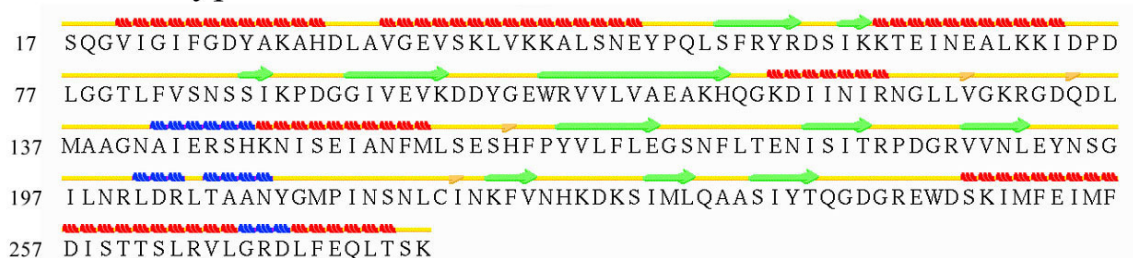 17 SQGVIGIFGDYAKAHDLAVGEVSKLVKKALSNEYPQLSFRYRDSIKKTEINEALKKIDPD
77 LGGTLFVSNSSIKPDGGIVEVKDDYGEWRVVLVAEAKHQGKDIINIRNGLLVGKRGDQDL
137 MAAGNAIERSHKNISEIANFMLSESHFPYVLFLEGSNFLTENISITRPDGRVVNLEYNSG
197 ILNRLDRLTAANYGMPINSNLCINKFVNHKDKSIMLQAASIYTQGDGREWDSKIMFEIMF
257 DISTTSLRVLGRDLFEQLTSK